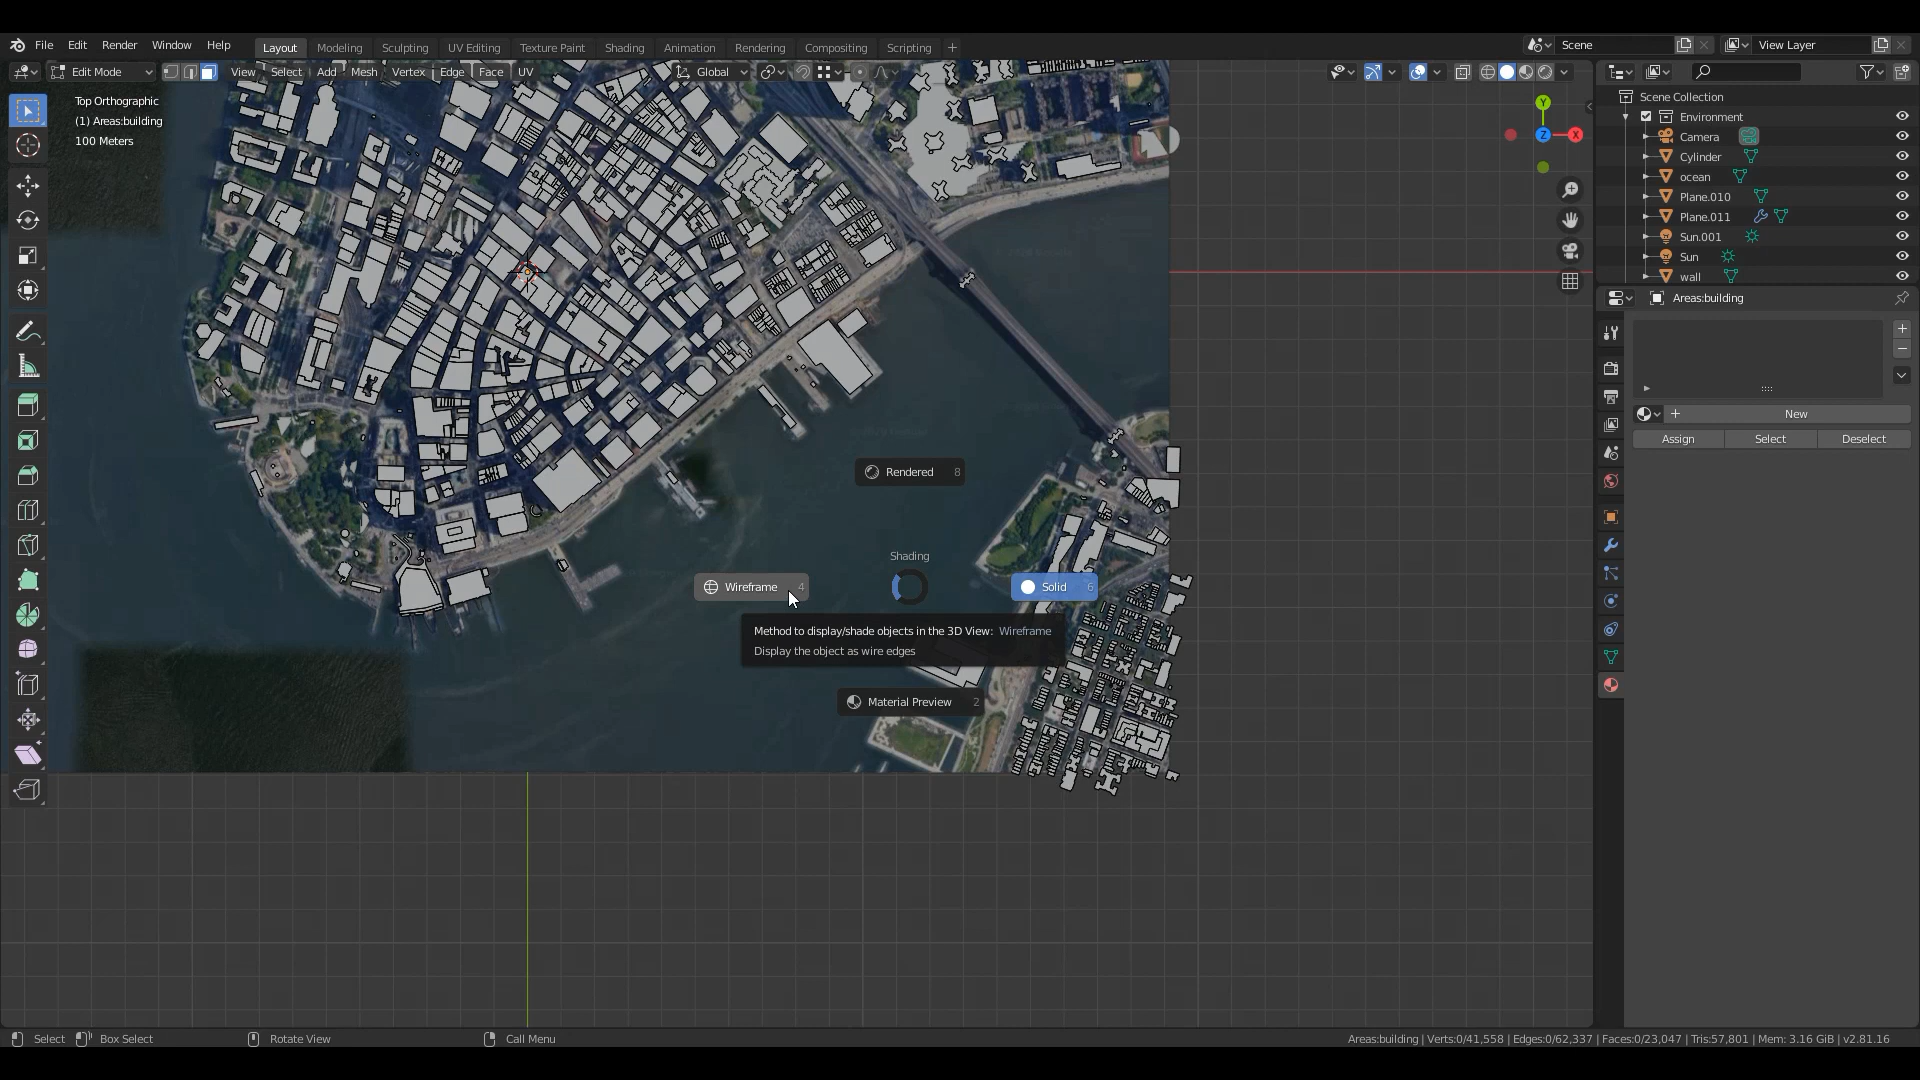 File Edit Render Window Help
Layout Modeling Sculpting UV Editing Texture Paint Shading Animation Rendering Compositing Scripting +
Scene
View Layer
Edit Mode
View Select Add Mesh Vertex Edge Face UV
Global
Top Orthographic
(1) Areas:building
100 Meters
Y
Z
X
Scene Collection
Environment
Camera
Cylinder
ocean
Plane.010
Plane.011
Sun.001
Sun
wall
Areas:building
New
Assign Select Deselect
Rendered 8
Shading
Wireframe 4
Solid 6
Method to display/shade objects in the 3D View: Wireframe
Display the object as wire edges
Material Preview 2
Select Box Select Rotate View Call Menu
Areas:building | Verts:0/41,558 | Edges:0/62,337 | Faces:0/23,047 | Tris:57,801 | Mem: 3.16 GiB | v2.81.16